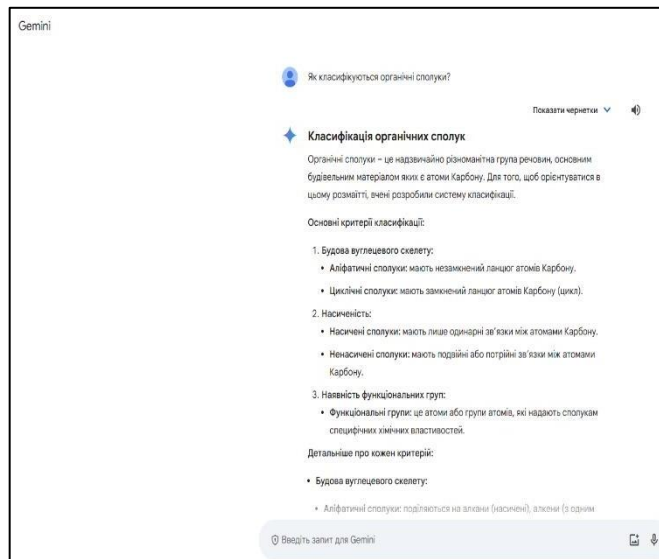 Gemini
Як класифікуються органічні сполуки?
Показати чернетки
Класифікація органічних сполук
Органічні сполуки – це надзвичайно різноманітна група речовин, основним
будівельним матеріалом яких є атоми Карбону. Для того, щоб орієнтуватися в
цьому розмаїтті, вчені розробили систему класифікації.
Основні критерії класифікації:
1. Будова вуглецевого скелету:
• Аліфатичні сполуки: мають незамкнений ланцюг атомів Карбону.
• Циклічні сполуки: мають замкнений ланцюг атомів Карбону (цикл).
2. Насиченість:
• Насичені сполуки: мають лише одинарні зв'язки між атомами Карбону.
• Ненасичені сполуки: мають подвійні або потрійні зв'язки між атомами
Карбону.
3. Наявність функціональних груп:
• Функціональні групи: це атоми або групи атомів, які надають сполукам
специфічних хімічних властивостей.
Детальніше про кожен критерій:
• Будова вуглецевого скелету:
• Аліфатичні сполуки: поділяються на алкани (насичені), алкени (з одним
Введіть запит для Gemini